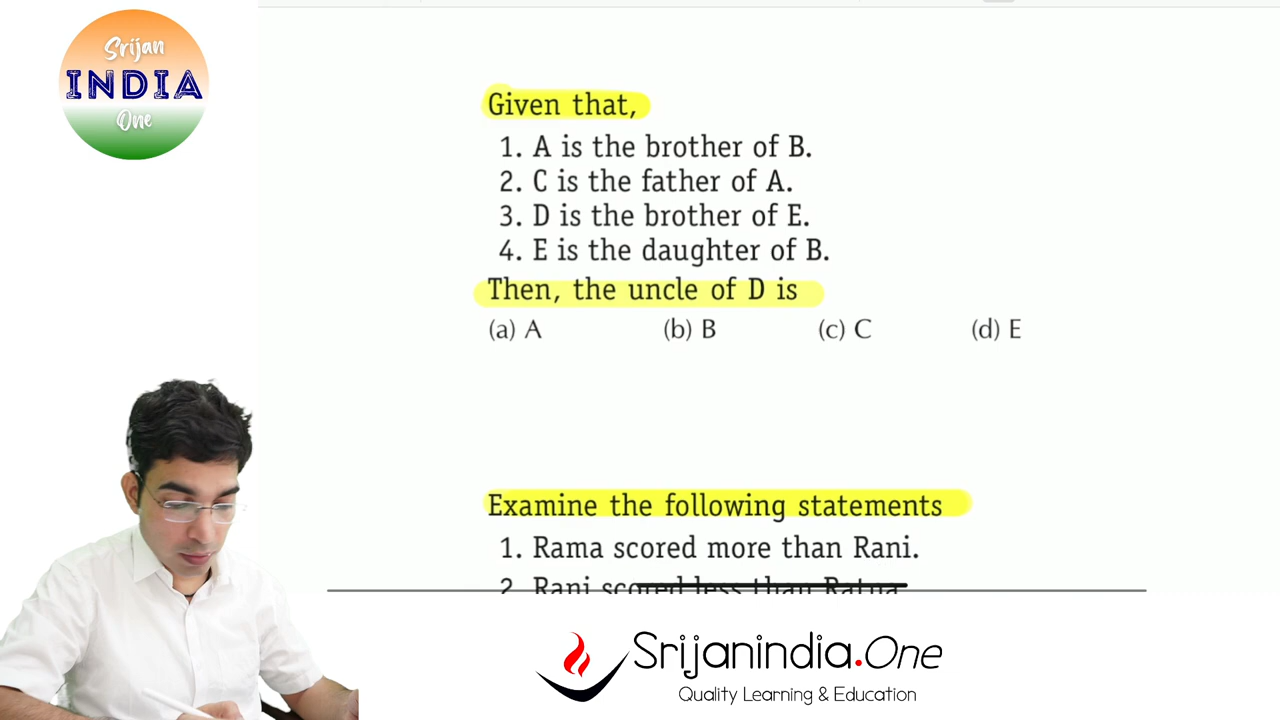 Srijan
INDIA
One
Given that,
1. A is the brother of B.
2. C is the father of A.
3. D is the brother of E.
4. E is the daughter of B.
Then, the uncle of D is
(a) A (b) B (c) C (d) E
Examine the following statements
1. Rama scored more than Rani.
2. Rani scored less than Ratna
Srijanindia.One
Quality Learning & Education